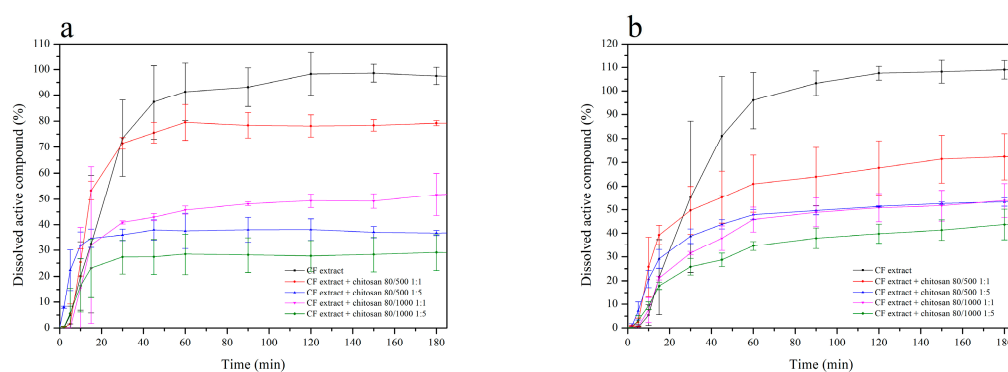 a
110
100
90
80
70
60
50
40
30
20
10
0
Dissolved active compound (%)
0 20 40 60 80 100 120 140 160 180
Time (min)
CF extract
CF extract + chitosan 80/500 1:1
CF extract + chitosan 80/500 1:5
CF extract + chitosan 80/1000 1:1
CF extract + chitosan 80/1000 1:5
b
120
110
100
90
80
70
60
50
40
30
20
10
0
Dissolved active compound (%)
0 20 40 60 80 100 120 140 160 180
Time (min)
CF extract
CF extract + chitosan 80/500 1:1
CF extract + chitosan 80/500 1:5
CF extract + chitosan 80/1000 1:1
CF extract + chitosan 80/1000 1:5